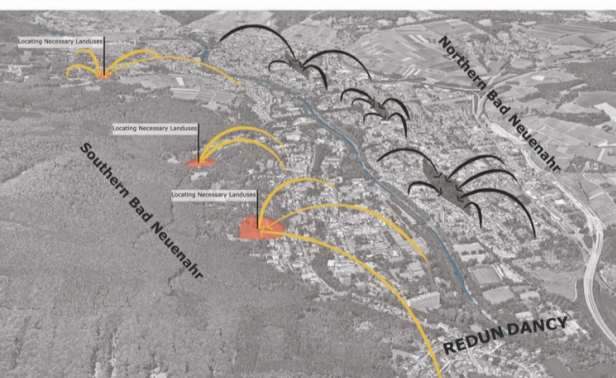 Locating Necessary Landuses
Northern Bad Neuenahr
Locating Necessary Landuses
Southern Bad Neuenahr
Locating Necessary Landuses
REDUN DANCY